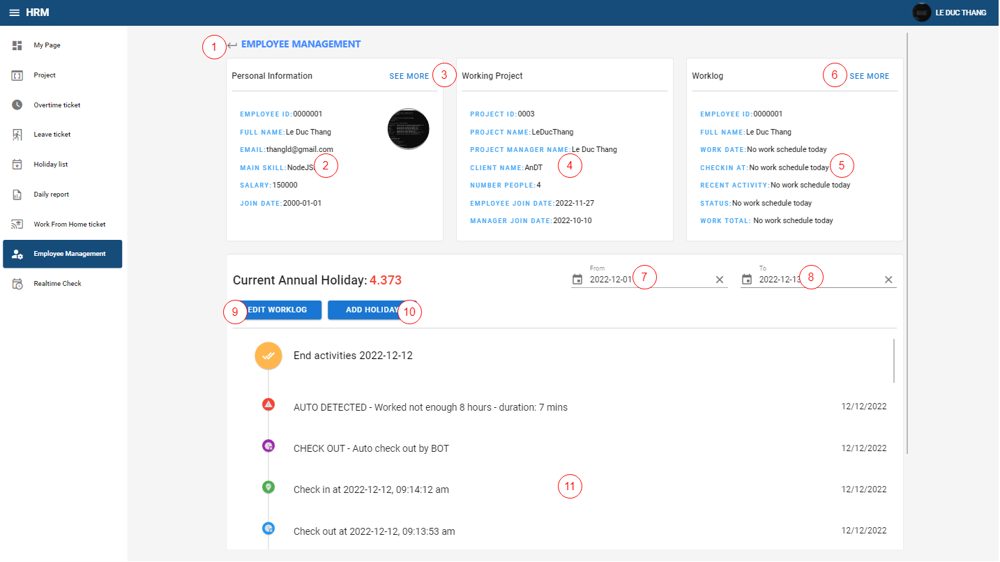 HRM
LE DUC THANG
My Page
Project
Overtime ticket
Leave ticket
Holiday list
Daily report
Work From Home ticket
Employee Management
Realtime Check
1
EMPLOYEE MANAGEMENT
Personal Information
SEE MORE
3
EMPLOYEE ID:0000001
FULL NAME:Le Duc Thang
EMAIL:thangld@gmail.com
MAIN SKILL:NodeJS
2
SALARY:150000
JOIN DATE:2000-01-01
Working Project
PROJECT ID:0003
PROJECT NAME:LeDucThang
PROJECT MANAGER NAME:Le Duc Thang
CLIENT NAME:AnDT
4
NUMBER PEOPLE:4
EMPLOYEE JOIN DATE:2022-11-27
MANAGER JOIN DATE:2022-10-10
Worklog
6
SEE MORE
EMPLOYEE ID:0000001
FULL NAME:Le Duc Thang
WORK DATE:No work schedule today
CHECKIN AT:No work schedule today
5
RECENT ACTIVITY:No work schedule today
STATUS:No work schedule today
WORK TOTAL: No work schedule today
Current Annual Holiday: 4.373
From
2022-12-01
7
To
2022-12-13
8
9
EDIT WORKLOG
ADD HOLIDAY
10
End activities 2022-12-12
AUTO DETECTED - Worked not enough 8 hours - duration: 7 mins
12/12/2022
CHECK OUT - Auto check out by BOT
12/12/2022
Check in at 2022-12-12, 09:14:12 am
12/12/2022
11
Check out at 2022-12-12, 09:13:53 am
12/12/2022